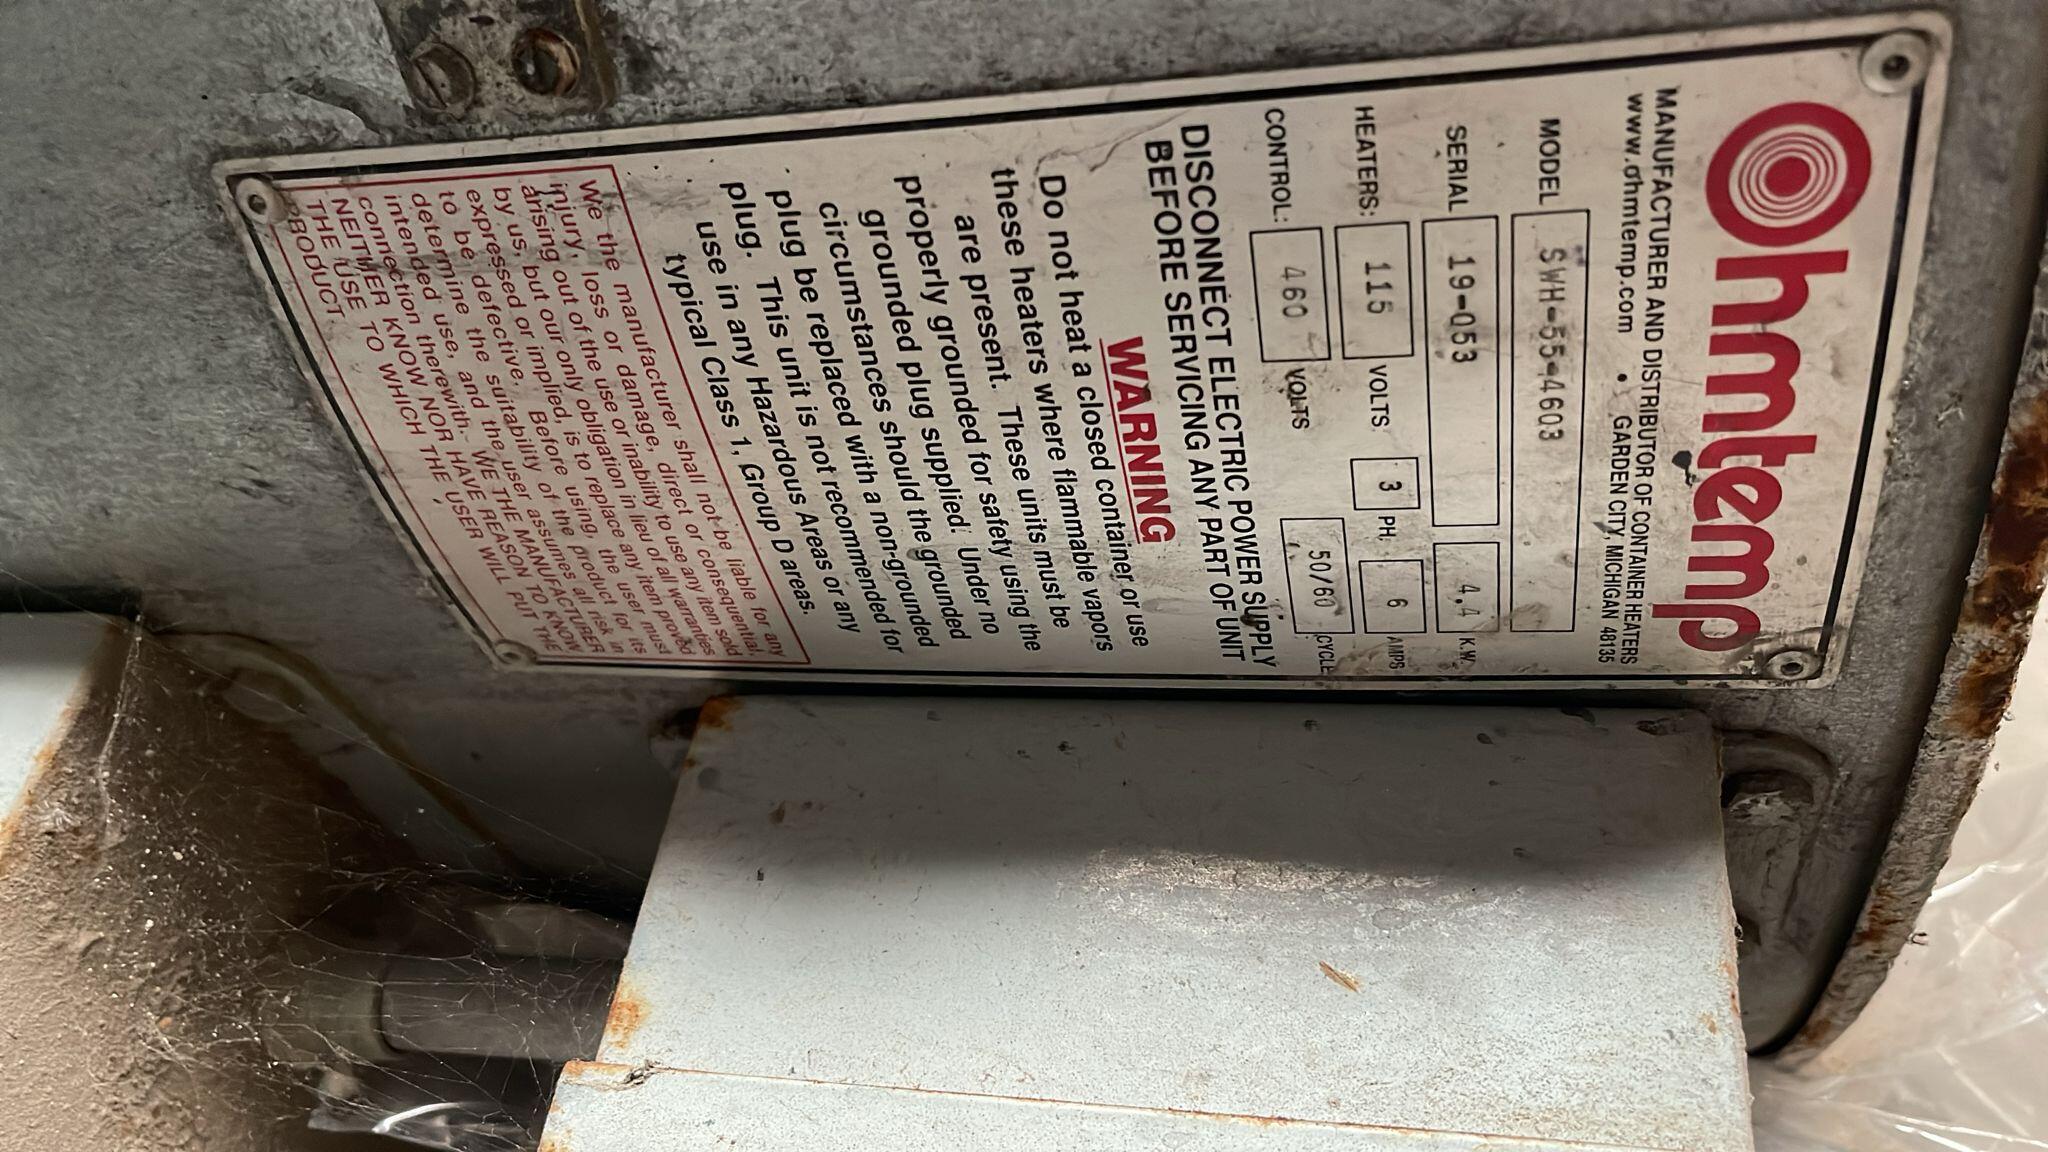 Ohmtemp
MANUFACTURER AND DISTRIBUTOR OF CONTAINER HEATERS
www.ohmtemp.com • GARDEN CITY, MICHIGAN 48135
MODEL SWH-55-4603
SERIAL 19-053 4.4 K.W.
HEATERS: 115 VOLTS 3 PH. 6 AMPS
CONTROL: 460 VOLTS 50/60 CYCLE
DISCONNECT ELECTRIC POWER SUPPLY
BEFORE SERVICING ANY PART OF UNIT
WARNING
Do not heat a closed container or use
these heaters where flammable vapors
are present. These units must be
properly grounded for safety using the
grounded plug supplied. Under no
circumstances should the grounded
plug be replaced with a non-grounded
plug. This unit is not recommended for
use in any Hazardous Areas or any
typical Class 1, Group D areas.
We the manufacturer shall not be liable for any
injury, loss or damage, direct or consequential,
arising out of the use or inability to use any item sold
by us, but our only obligation in lieu of all warranties
expressed or implied, is to replace any item proved
to be defective. Before using, the user must
determine the suitability of the product for its
intended use, and the user assumes all risk in
connection therewith. WE THE MANUFACTURER
NEITHER KNOW NOR HAVE REASON TO KNOW
THE USE TO WHICH THE USER WILL PUT THE
PRODUCT.